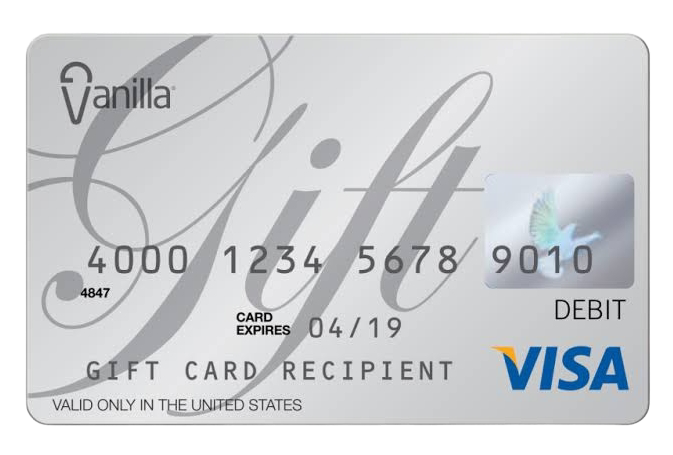 Vanilla
Gift
4000 1234 5678 9010
4847
DEBIT
CARD
EXPIRES 04/19
GIFT CARD RECIPIENT
VISA
VALID ONLY IN THE UNITED STATES